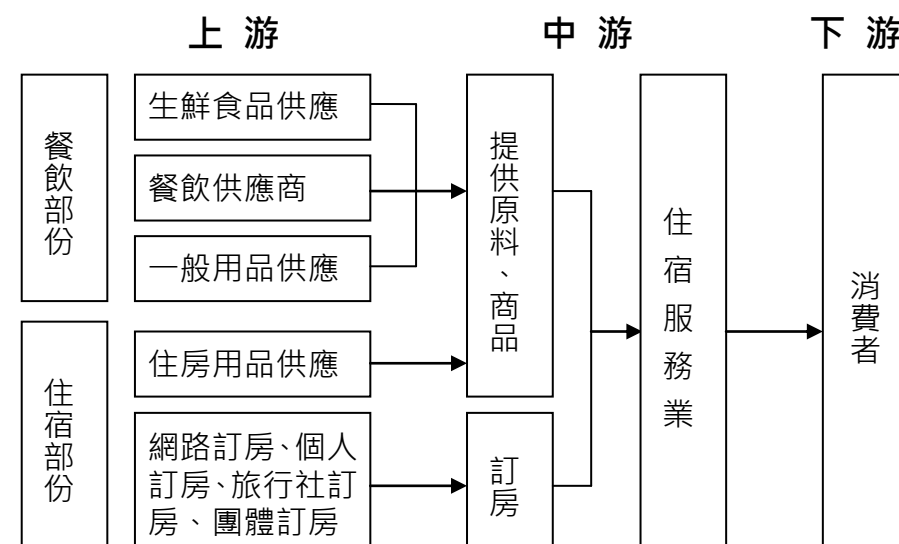 上游
中游
下游
餐飲部份
生鮮食品供應
餐飲供應商
一般用品供應
提供原料、商品
住宿服務業
消費者
住宿部份
住房用品供應
網路訂房、個人
訂房、旅行社訂
房、團體訂房
訂房